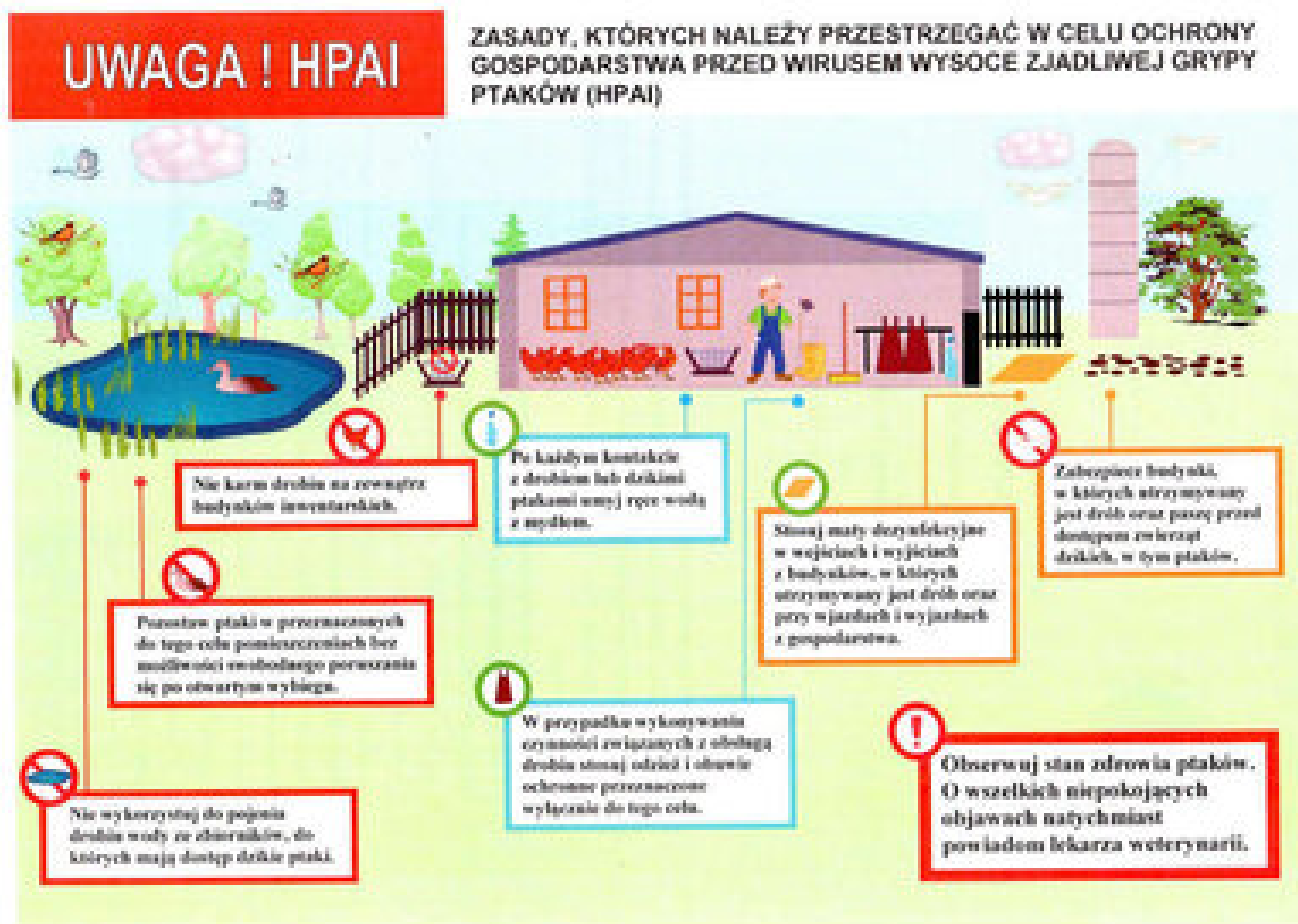 UWAGA ! HPAI
ZASADY, KTÓRYCH NALEŻY PRZESTRZEGAĆ W CELU OCHRONY
GOSPODARSTWA PRZED WIRUSEM WYSOCE ZJADLIWEJ GRYPY
PTAKÓW (HPAI)
Nie karm drobiu na zewnątrz
budynków inwentarskich.
Po każdym kontakcie
z drobiem lub dzikimi
ptakami umyj ręce wodą
z mydłem.
Stosuj maty dezynfekcyjne
w wejściach i wyjściach
z budynków, w których
utrzymywany jest drób oraz
przy wjazdach i wyjazdach
z gospodarstwa.
Zabezpiecz budynki,
w których utrzymywany
jest drób oraz paszę przed
dostępem zwierząt
dzikich, w tym ptaków.
Pozostaw ptaki w przeznaczonych
do tego celu pomieszczeniach bez
możliwości swobodnego poruszania
się po otwartym wybiegu.
W przypadku wykonywania
czynności związanych z obsługą
drobiu stosuj odzież i obuwie
ochronne przeznaczone
wyłącznie do tego celu.
Nie wykorzystuj do pojenia
drobiu wody ze zbiorników, do
których mają dostęp dzikie ptaki.
Obserwuj stan zdrowia ptaków.
O wszelkich niepokojących
objawach natychmiast
powiadom lekarza weterynarii.